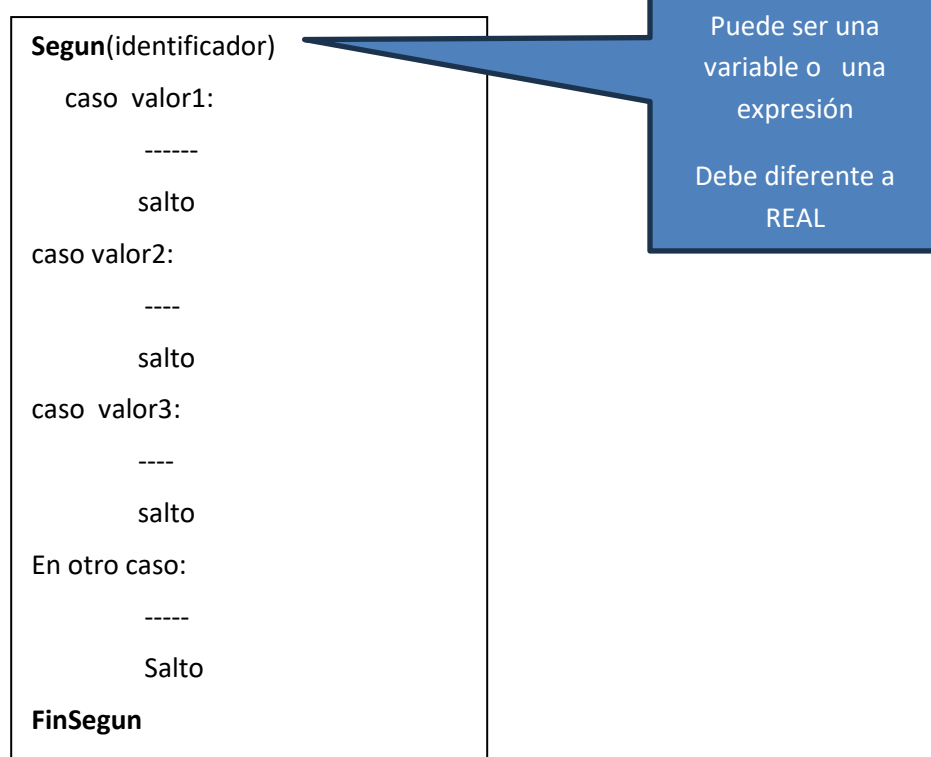 Segun(identificador)
caso valor1:
------
salto
caso valor2:
----
salto
caso valor3:
----
salto
En otro caso:
-----
Salto
FinSegun
Puede ser una
variable o una
expresión
Debe diferente a
REAL